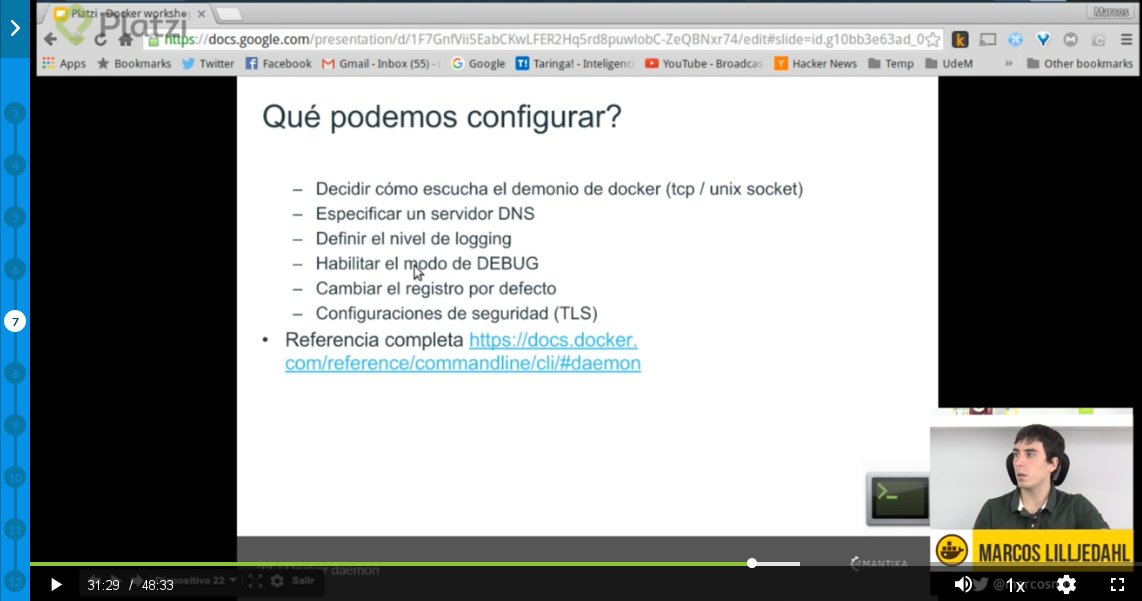 Platzi - Docker worksho
Marcos
Platzi
https://docs.google.com/presentation/d/1F7GnfVii5EabCKwLFER2Hq5rd8puwlobC-ZeQBNxr74/edit#slide=id.g10bb3e63ad_0
Apps Bookmarks Twitter Facebook Gmail - Inbox (55) - Google Taringa! - Inteligenci YouTube - Broadcas Hacker News Temp UdeM » Other bookmarks
Qué podemos configurar?
– Decidir cómo escucha el demonio de docker (tcp / unix socket)
– Especificar un servidor DNS
– Definir el nivel de logging
– Habilitar el modo de DEBUG
– Cambiar el registro por defecto
– Configuraciones de seguridad (TLS)
• Referencia completa https://docs.docker.
com/reference/commandline/cli/#daemon
3
4
5
6
7
8
9
10
11
12
MARCOS LILLJEDAHL
MANTIKA
daemon
Diapositiva 22
Salir
31:29 / 48:33
1x